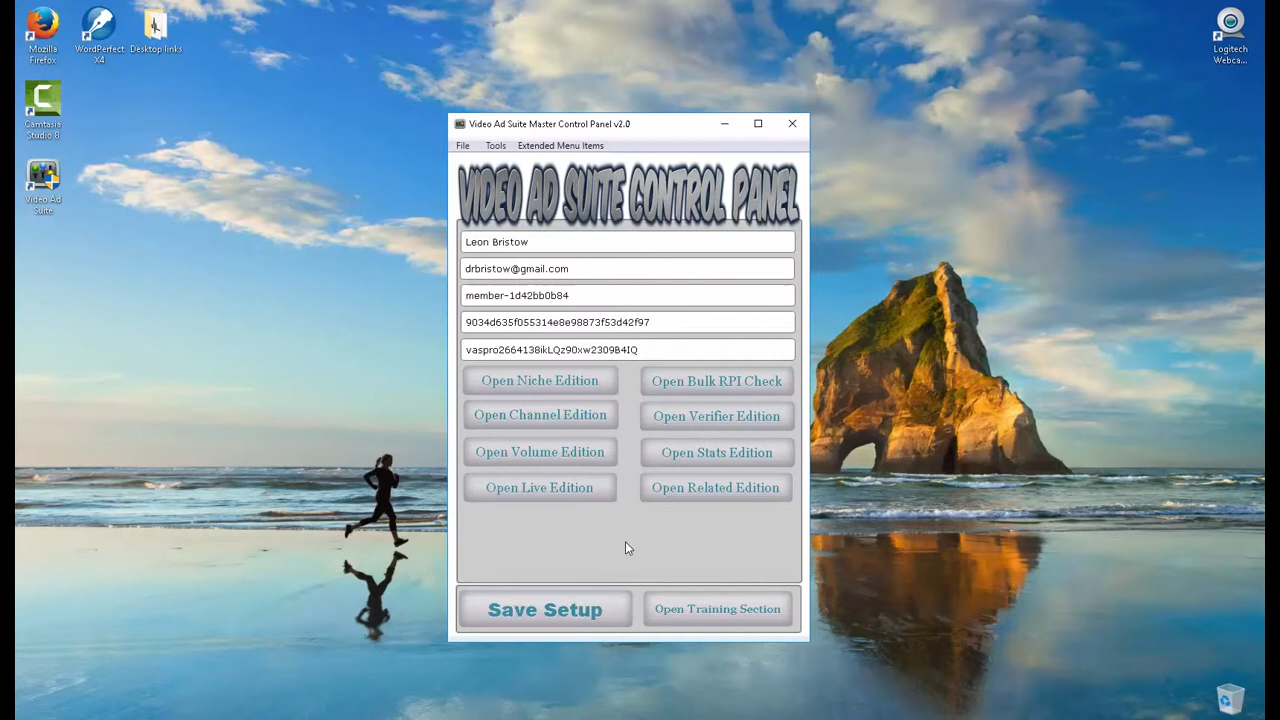 Mozilla
Firefox
WordPerfect
X4
Desktop links
Logitech
Webca...
Camtasia
Studio 8
Video Ad
Suite
Video Ad Suite Master Control Panel v2.0
File Tools Extended Menu Items
VIDEO AD SUITE CONTROL PANEL
Leon Bristow
drbristow@gmail.com
member-1d42bb0b84
9034d635f055314e8e98873f53d42f97
vaspro2664138ikLQz90xw2309B4IQ
Open Niche Edition Open Bulk RPI Check
Open Channel Edition Open Verifier Edition
Open Volume Edition Open Stats Edition
Open Live Edition Open Related Edition
Save Setup Open Training Section